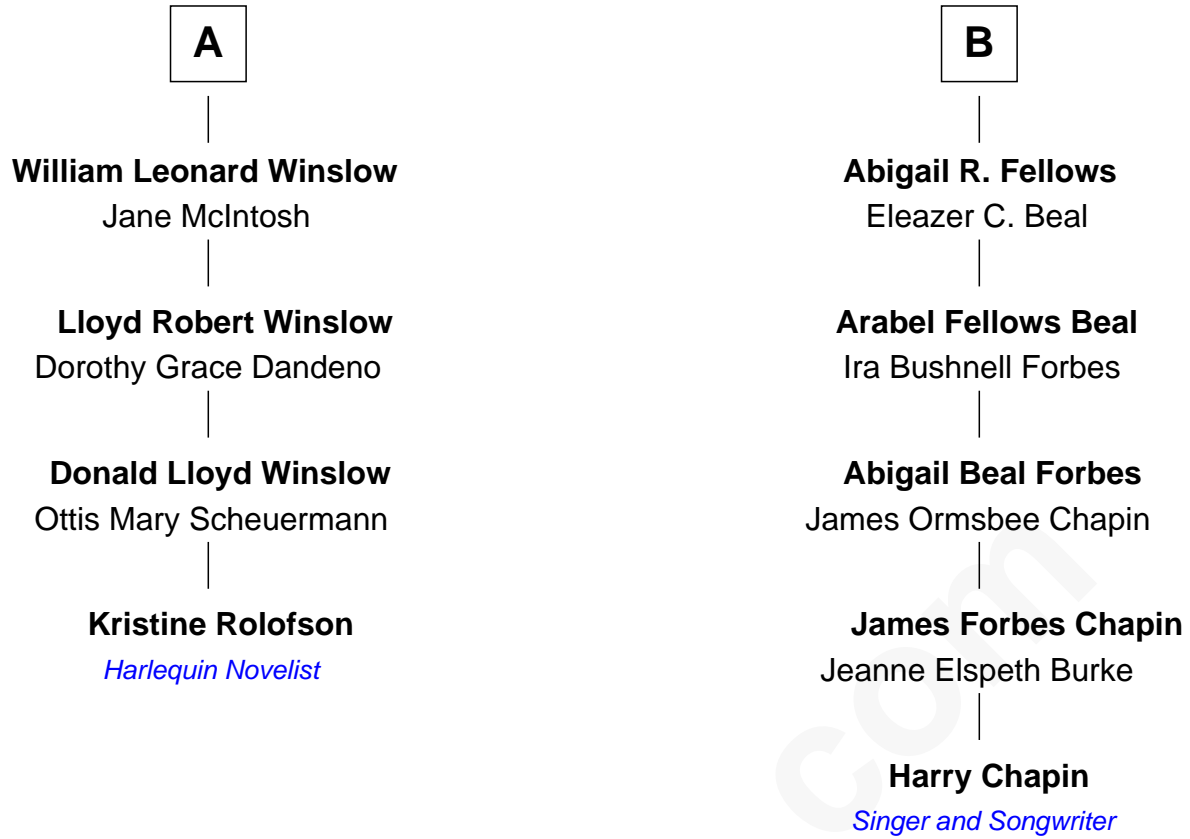 A
William Leonard Winslow
Jane McIntosh
Lloyd Robert Winslow
Dorothy Grace Dandeno
Donald Lloyd Winslow
Ottis Mary Scheuermann
Kristine Rolofson
Harlequin Novelist
B
Abigail R. Fellows
Eleazer C. Beal
Arabel Fellows Beal
Ira Bushnell Forbes
Abigail Beal Forbes
James Ormsbee Chapin
James Forbes Chapin
Jeanne Elspeth Burke
Harry Chapin
Singer and Songwriter
com